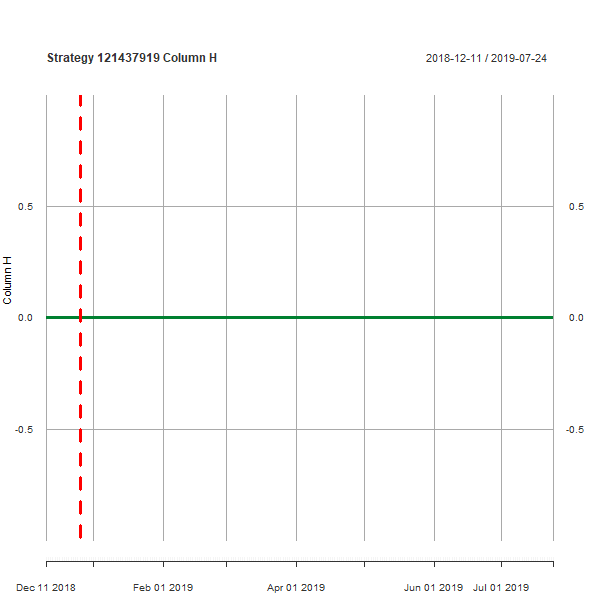 Strategy 121437919 Column H
2018-12-11 / 2019-07-24
0.5
0.5
Column H
0.0
0.0
-0.5
-0.5
Dec 11 2018
Feb 01 2019
Apr 01 2019
Jun 01 2019
Jul 01 2019